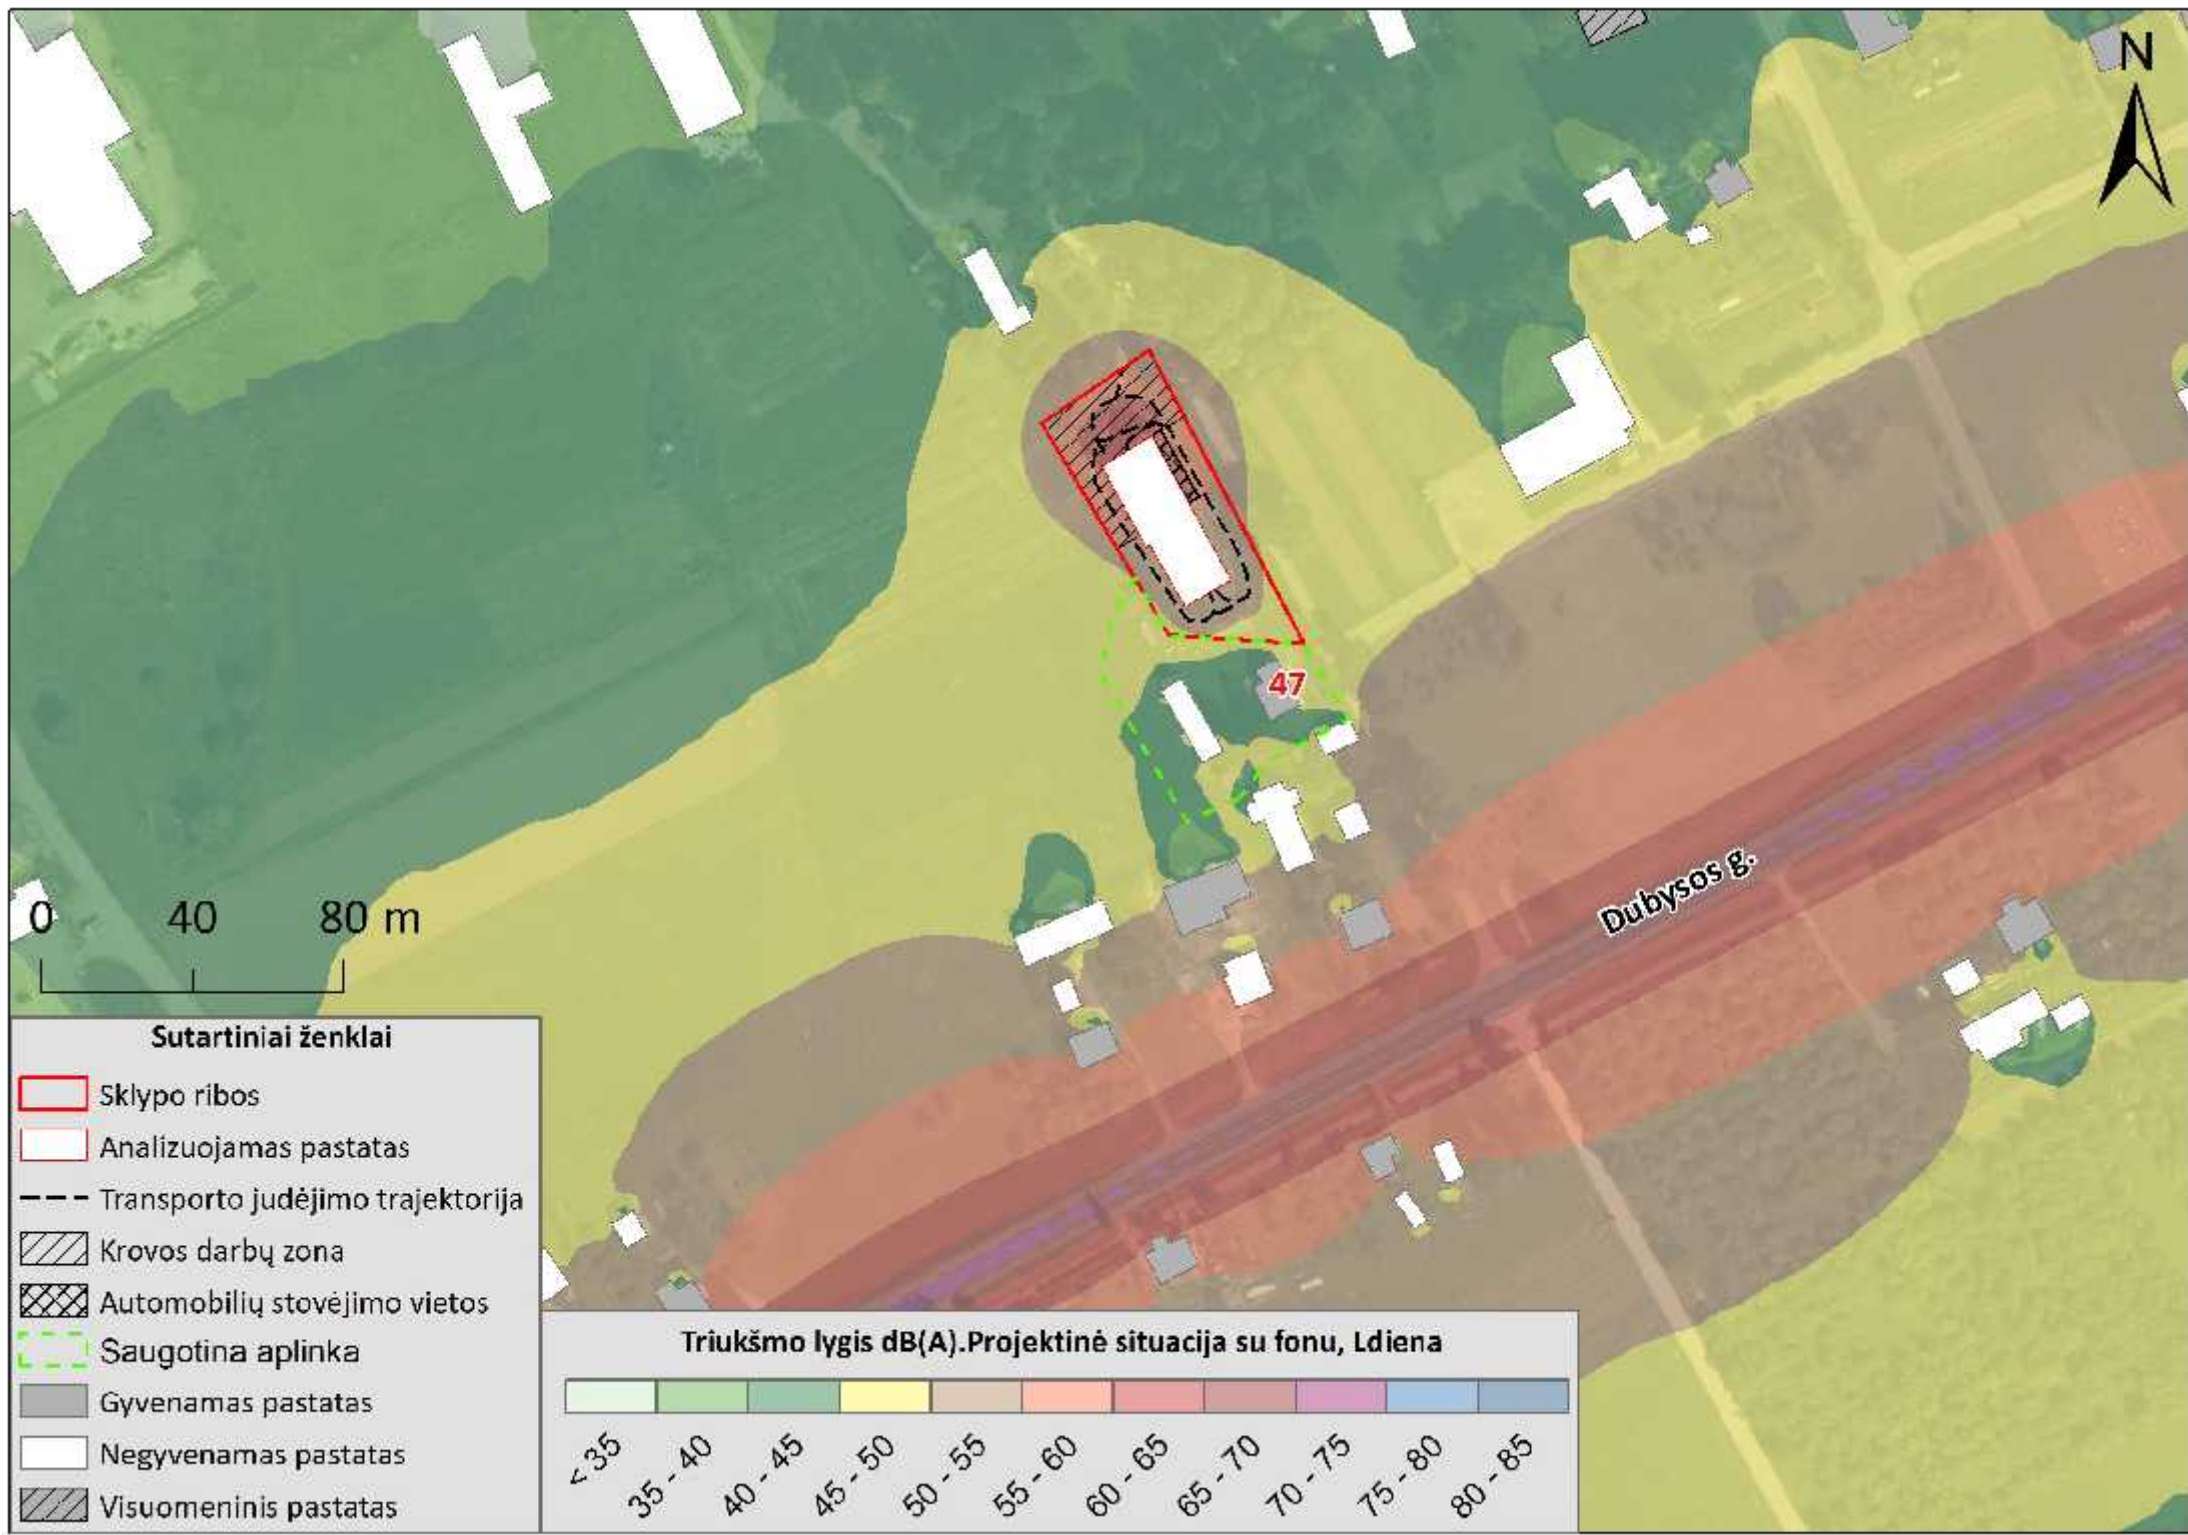 N
47
Dubysos g.
0 40 80 m
Sutartiniai ženklai
Sklypo ribos
Analizuojamas pastatas
Transporto judėjimo trajektorija
Krovos darbų zona
Automobilių stovėjimo vietos
Saugotina aplinka
Gyvenamas pastatas
Negyvenamas pastatas
Visuomeninis pastatas
Triukšmo lygis dB(A).Projektinė situacija su fonu, Ldiena
< 35 35 - 40 40 - 45 45 - 50 50 - 55 55 - 60 60 - 65 65 - 70 70 - 75 75 - 80 80 - 85